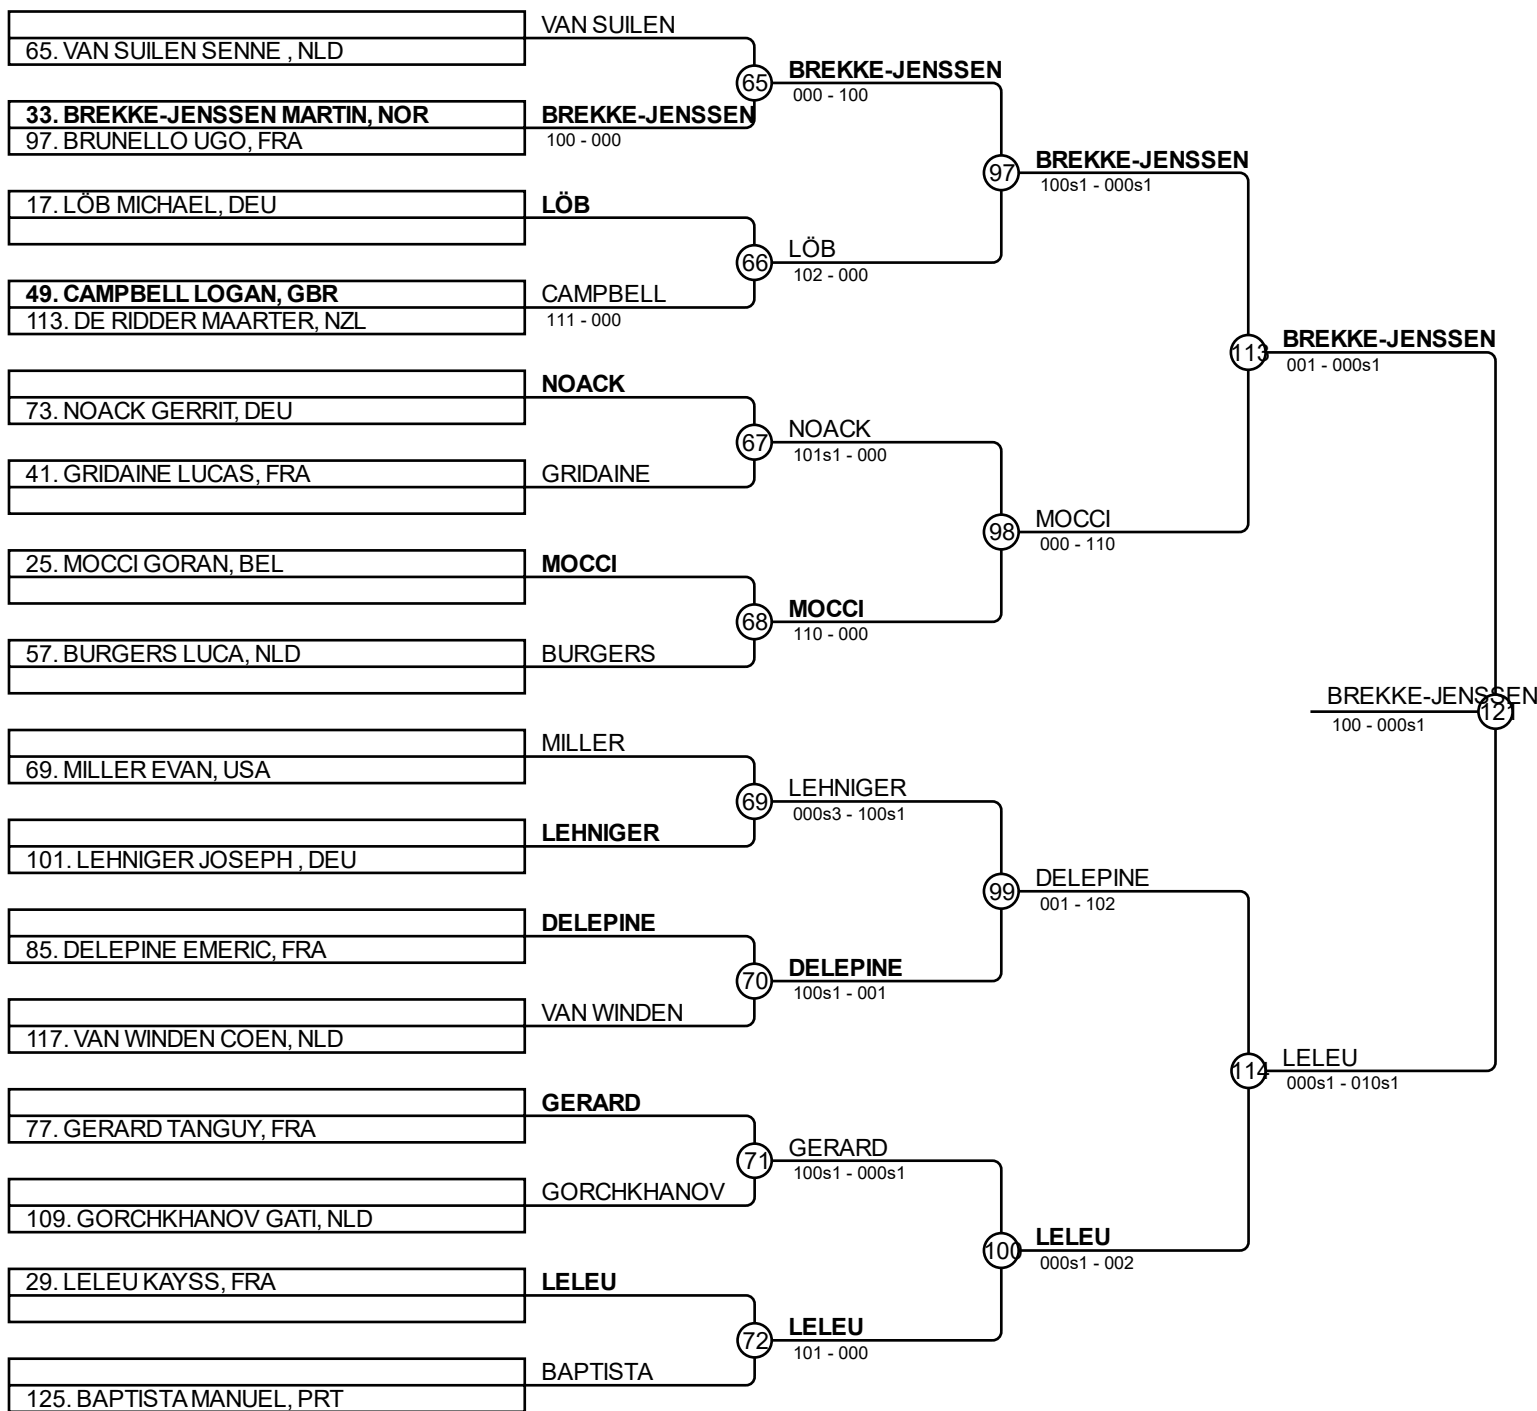 VAN SUILEN
65. VAN SUILEN SENNE , NLD
65
BREKKE-JENSSEN
000 - 100
33. BREKKE-JENSSEN MARTIN, NOR
97. BRUNELLO UGO, FRA
BREKKE-JENSSEN
100 - 000
97
BREKKE-JENSSEN
100s1 - 000s1
17. LÖB MICHAEL, DEU
LÖB
66
LÖB
102 - 000
49. CAMPBELL LOGAN, GBR
113. DE RIDDER MAARTER, NZL
CAMPBELL
111 - 000
113
BREKKE-JENSSEN
001 - 000s1
NOACK
73. NOACK GERRIT, DEU
67
NOACK
101s1 - 000
41. GRIDAINE LUCAS, FRA
GRIDAINE
98
MOCCI
000 - 110
25. MOCCI GORAN, BEL
MOCCI
68
MOCCI
110 - 000
57. BURGERS LUCA, NLD
BURGERS
BREKKE-JENSSEN
121
100 - 000s1
MILLER
69. MILLER EVAN, USA
69
LEHNIGER
000s3 - 100s1
LEHNIGER
101. LEHNIGER JOSEPH , DEU
99
DELEPINE
001 - 102
DELEPINE
85. DELEPINE EMERIC, FRA
70
DELEPINE
100s1 - 001
VAN WINDEN
117. VAN WINDEN COEN, NLD
114
LELEU
000s1 - 010s1
GERARD
77. GERARD TANGUY, FRA
71
GERARD
100s1 - 000s1
GORCHKHANOV
109. GORCHKHANOV GATI, NLD
100
LELEU
000s1 - 002
29. LELEU KAYSS, FRA
LELEU
72
LELEU
101 - 000
BAPTISTA
125. BAPTISTA MANUEL, PRT